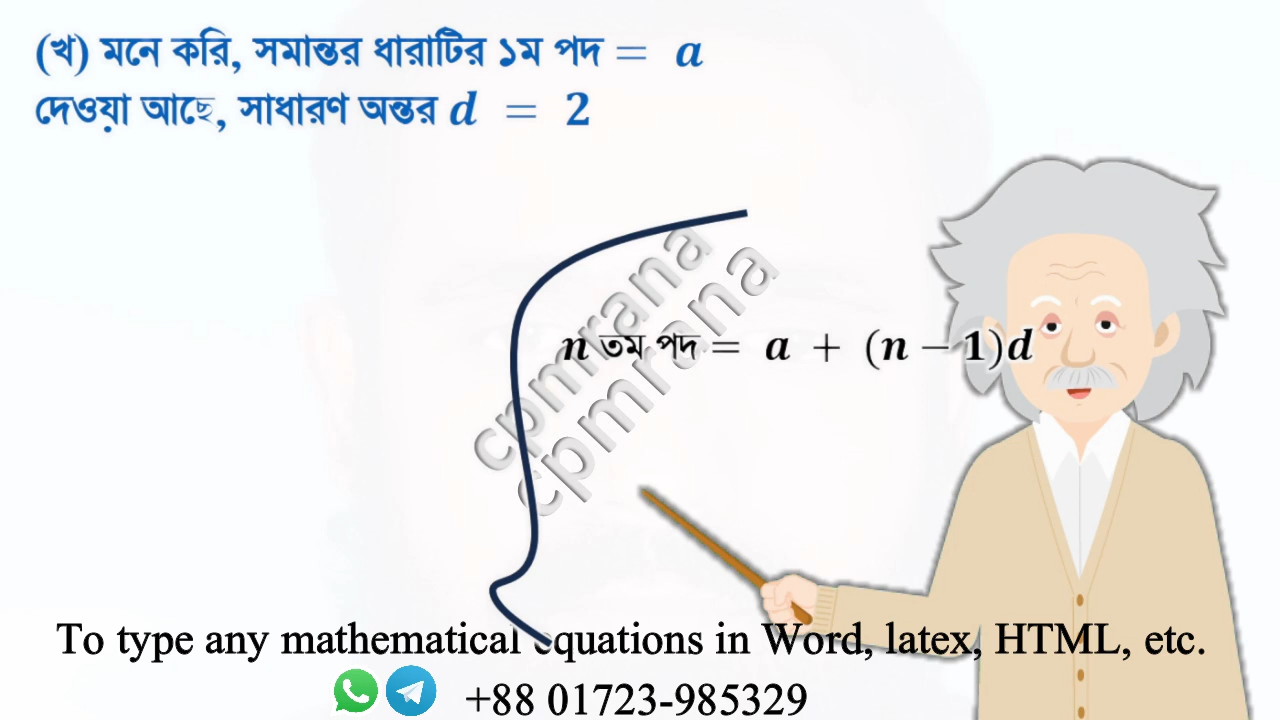 (খ) মনে করি, সমান্তর ধারাটির ১ম পদ = a
দেওয়া আছে, সাধারণ অন্তর d = 2
cpmrana
cpmrana
n তম পদ = a + (n − 1)d
To type any mathematical equations in Word, latex, HTML, etc.
+88 01723-985329